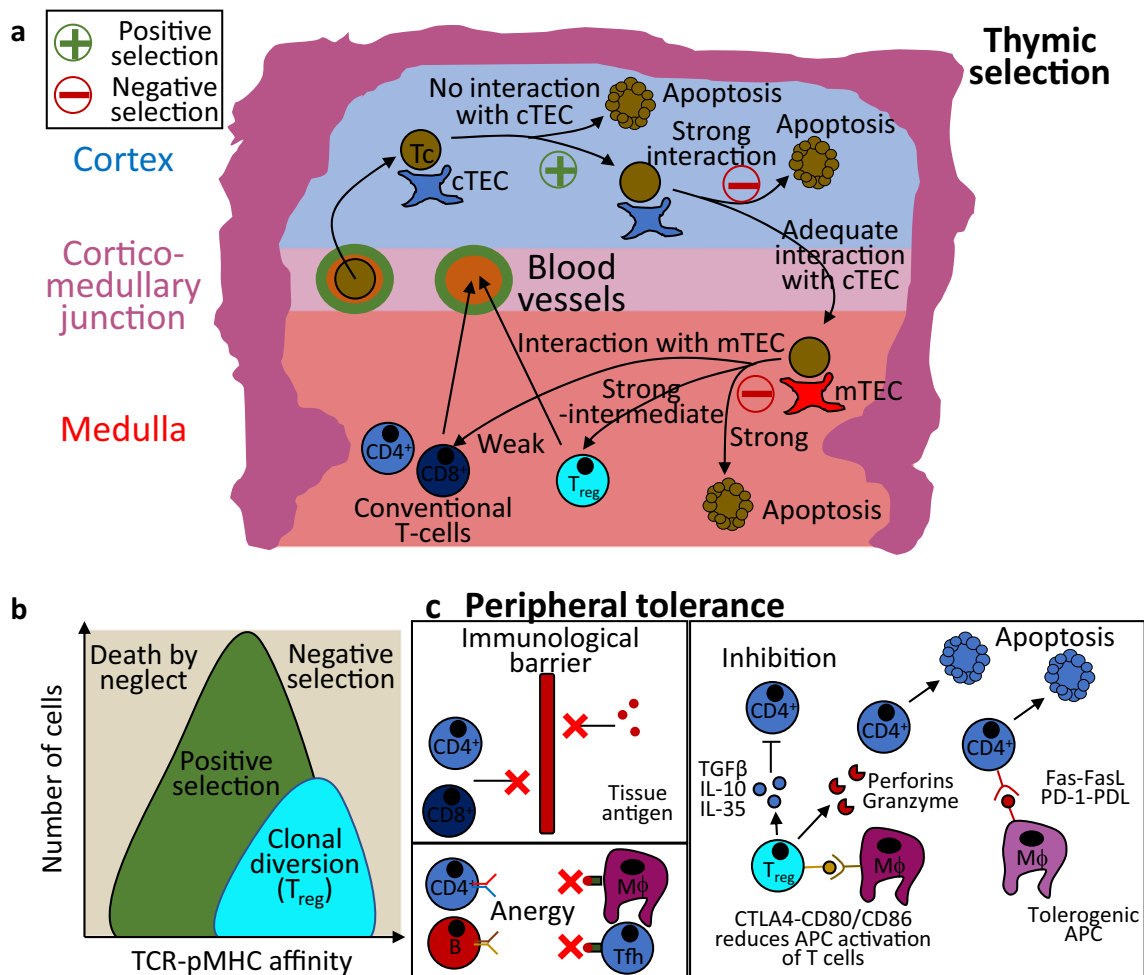 a
Positive
selection
Negative
selection
Thymic
selection
Cortex
Cortico-
medullary
junction
Medulla
No interaction
with cTEC
Apoptosis
Strong
interaction
Apoptosis
Tc
cTEC
Adequate
interaction
with cTEC
Blood
vessels
Interaction with mTEC
Strong
-intermediate
mTEC
Strong
Weak
CD4⁺
CD8⁺
Treg
Conventional
T-cells
Apoptosis
b
Number of cells
Death by
neglect
Negative
selection
Positive
selection
Clonal
diversion
(Treg)
TCR-pMHC affinity
c Peripheral tolerance
Immunological
barrier
CD4⁺
CD8⁺
Tissue
antigen
CD4⁺
Anergy
Mϕ
B
Tfh
Inhibition
CD4⁺
TGFβ
IL-10
IL-35
Treg
Perforins
Granzyme
CD4⁺
Apoptosis
CD4⁺
Fas-FasL
PD-1-PDL
Mϕ
Mϕ
CTLA4-CD80/CD86
reduces APC activation
of T cells
Tolerogenic
APC